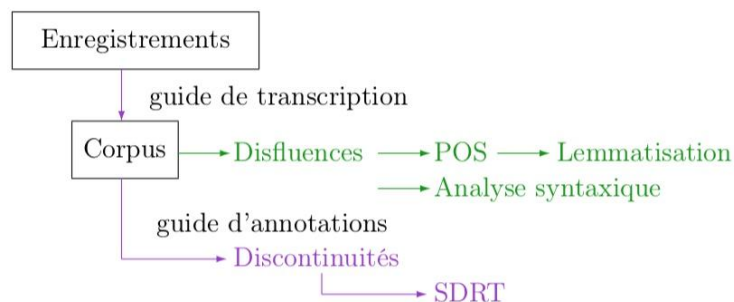 Enregistrements
guide de transcription
Corpus Disfluences POS Lemmatisation
Analyse syntaxique
guide d'annotations
Discontinuités
SDRT